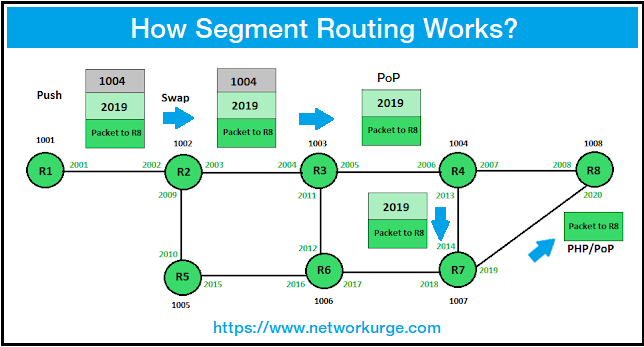 How Segment Routing Works?
PoP
Push
1004
2019
Packet to R8
Swap
1004
2019
Packet to R8
2019
Packet to R8
1001
1002
1003
1004
1008
R1
2001
2002
R2
2003
2004
R3
2005
2006
R4
2007
2008
R8
2009
2011
2013
2020
2019
Packet to R8
Packet to R8
PHP/PoP
2010
2012
2014
R5
2015
2016
R6
2017
2018
R7
2019
1005
1006
1007
https://www.networkurge.com